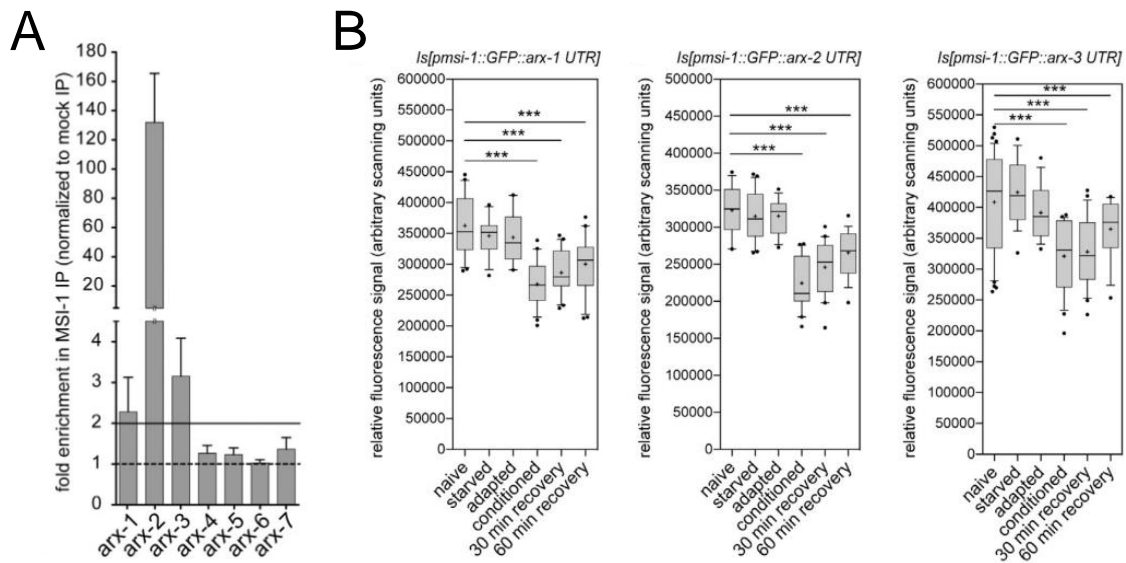 A
B
fold enrichment in MSI-1 IP (normalized to mock IP)
180
160
140
120
100
80
60
40
20
4
3
2
1
0
arx-1
arx-2
arx-3
arx-4
arx-5
arx-6
arx-7
Is[pmsi-1::GFP::arx-1 UTR]
relative fluorescence signal (arbitrary scanning units)
600000
550000
500000
450000
400000
350000
300000
250000
200000
150000
100000
50000
0
***
***
***
naive
starved
adapted
conditioned
30 min recovery
60 min recovery
Is[pmsi-1::GFP::arx-2 UTR]
relative fluorescence signal (arbitrary scanning units)
500000
450000
400000
350000
300000
250000
200000
150000
100000
50000
0
***
***
***
naive
starved
adapted
conditioned
30 min recovery
60 min recovery
Is[pmsi-1::GFP::arx-3 UTR]
relative fluorescence signal (arbitrary scanning units)
600000
550000
500000
450000
400000
350000
300000
250000
200000
150000
100000
50000
0
***
***
***
naive
starved
adapted
conditioned
30 min recovery
60 min recovery